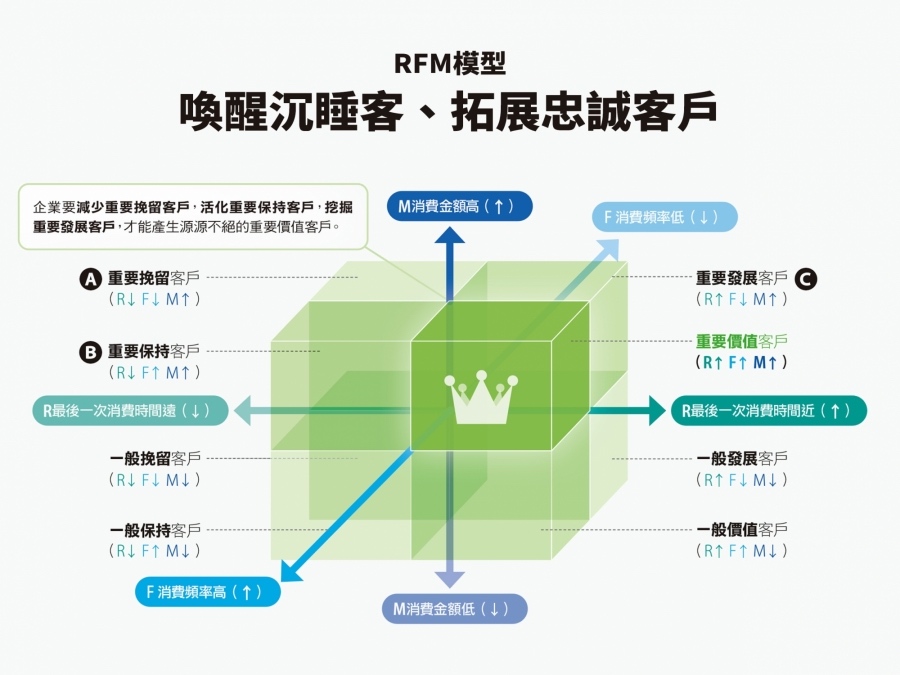 RFM模型
喚醒沉睡客、拓展忠誠客戶
企業要減少重要挽留客戶，活化重要保持客戶，挖掘
重要發展客戶，才能產生源源不絕的重要價值客戶。
M消費金額高（↑）
F 消費頻率低（↓）
A 重要挽留客戶
（R↓ F↓ M↑）
重要發展客戶 C
（R↑ F↓ M↑）
B 重要保持客戶
（R↓ F↑ M↑）
重要價值客戶
（R↑ F↑ M↑）
R最後一次消費時間遠（↓）
R最後一次消費時間近（↑）
一般挽留客戶
（R↓ F↓ M↓）
一般發展客戶
（R↑ F↓ M↓）
一般保持客戶
（R↓ F↑ M↓）
一般價值客戶
（R↑ F↑ M↓）
F 消費頻率高（↑）
M消費金額低（↓）